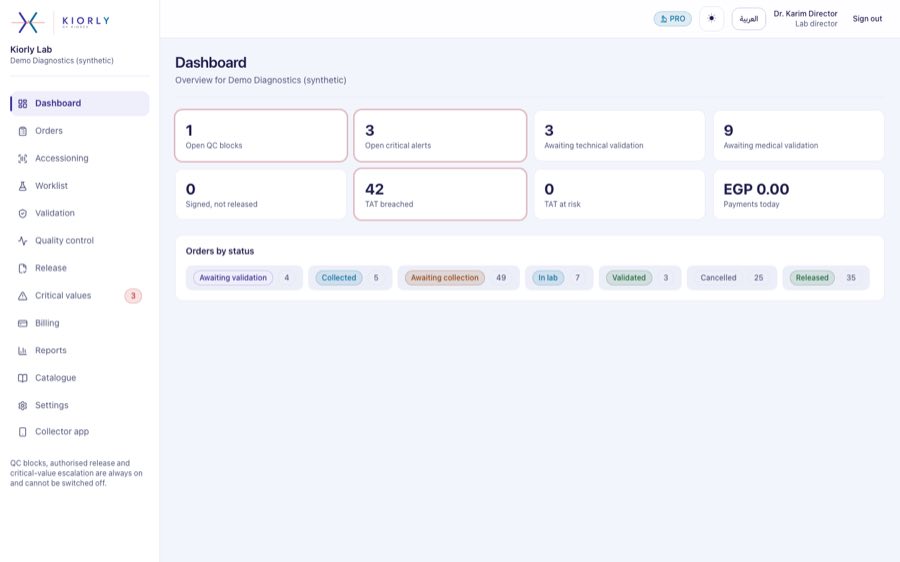 KIORLY
Kiorly Lab
Demo Diagnostics (synthetic)
Dashboard
Orders
Accessioning
Worklist
Validation
Quality control
Release
Critical values 3
Billing
Reports
Catalogue
Settings
Collector app
QC blocks, authorised release and
critical-value escalation are always on
and cannot be switched off.
PRO
العربية
Dr. Karim Director
Lab director
Sign out
Dashboard
Overview for Demo Diagnostics (synthetic)
1
Open QC blocks
3
Open critical alerts
3
Awaiting technical validation
9
Awaiting medical validation
0
Signed, not released
42
TAT breached
0
TAT at risk
EGP 0.00
Payments today
Orders by status
Awaiting validation 4
Collected 5
Awaiting collection 49
In lab 7
Validated 3
Cancelled 25
Released 35